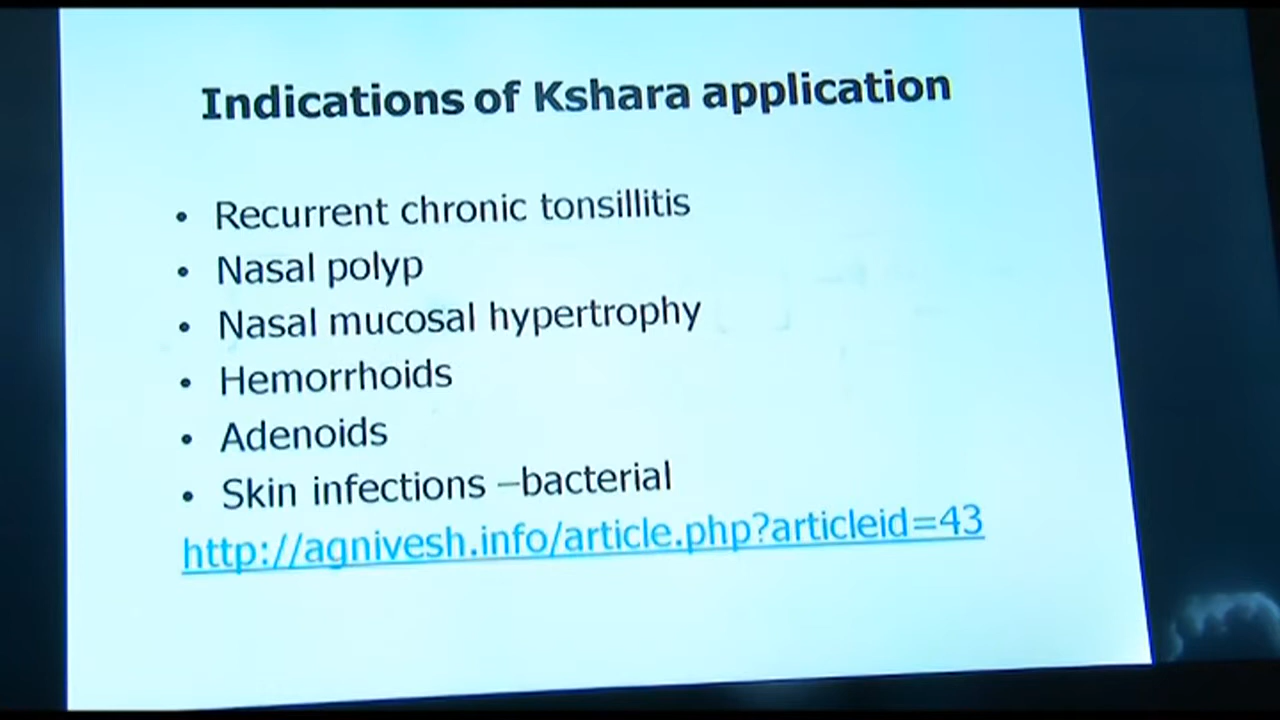 Indications of Kshara application
• Recurrent chronic tonsillitis
• Nasal polyp
• Nasal mucosal hypertrophy
• Hemorrhoids
• Adenoids
• Skin infections –bacterial
http://agnivesh.info/article.php?articleid=43